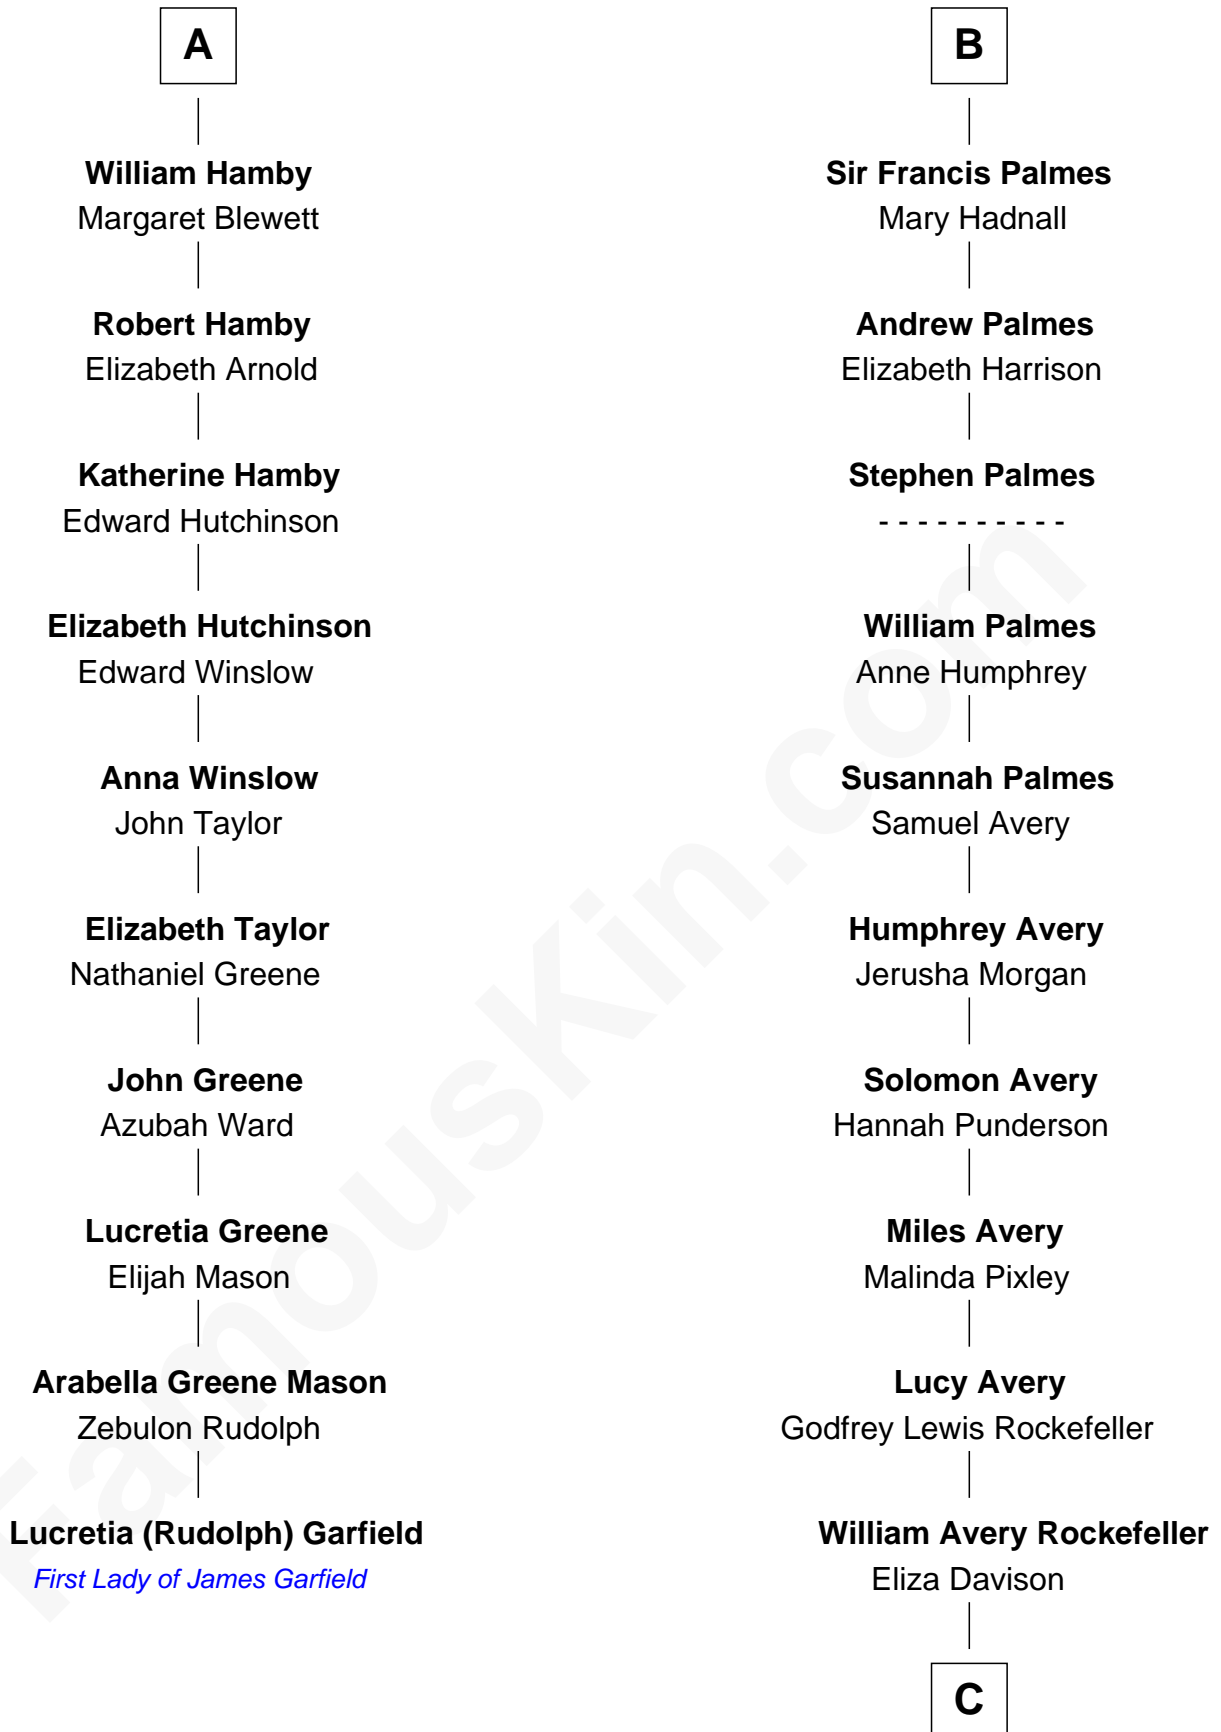 A
William Hamby
Margaret Blewett
Robert Hamby
Elizabeth Arnold
Katherine Hamby
Edward Hutchinson
Elizabeth Hutchinson
Edward Winslow
Anna Winslow
John Taylor
Elizabeth Taylor
Nathaniel Greene
John Greene
Azubah Ward
Lucretia Greene
Elijah Mason
Arabella Greene Mason
Zebulon Rudolph
Lucretia (Rudolph) Garfield
First Lady of James Garfield
B
Sir Francis Palmes
Mary Hadnall
Andrew Palmes
Elizabeth Harrison
Stephen Palmes
- - - - - - - - - -
William Palmes
Anne Humphrey
Susannah Palmes
Samuel Avery
Humphrey Avery
Jerusha Morgan
Solomon Avery
Hannah Punderson
Miles Avery
Malinda Pixley
Lucy Avery
Godfrey Lewis Rockefeller
William Avery Rockefeller
Eliza Davison
C
FamousKin.com